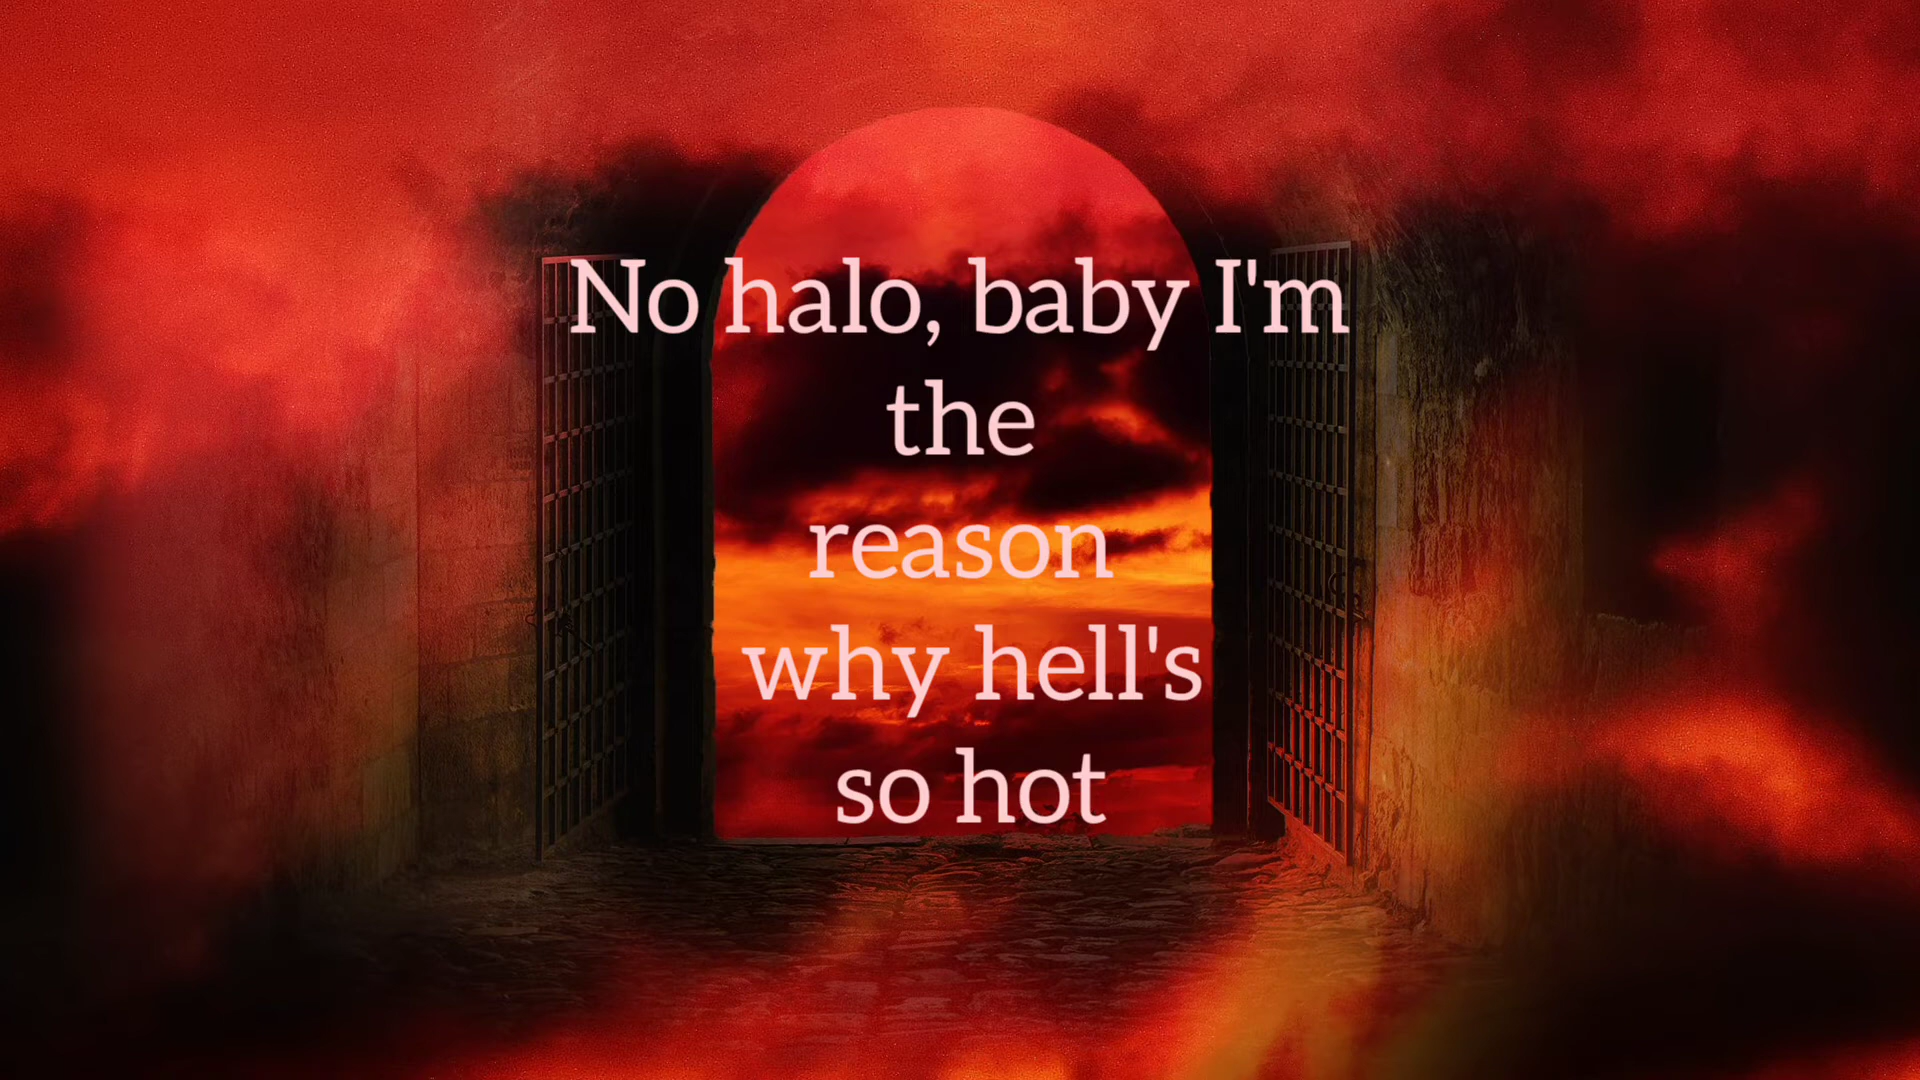 No halo, baby I'm
the
reason
why hell's
so hot